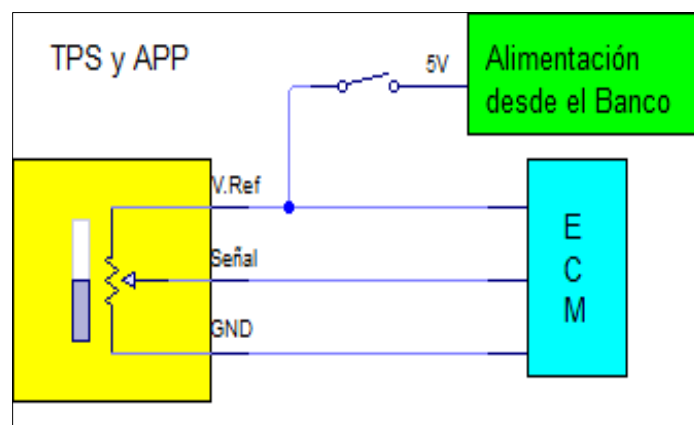 TPS y APP
5V
Alimentación
desde el Banco
V.Ref
Señal
GND
E
C
M